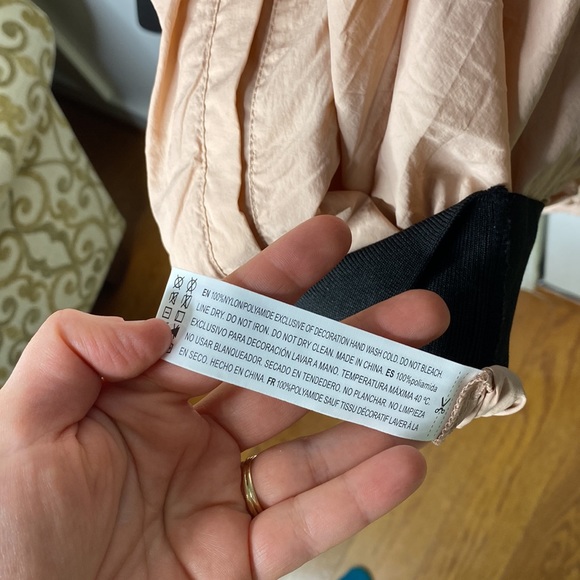 EN 100%NYLON/POLYAMIDE EXCLUSIVE OF DECORATION HAND WASH COLD. DO NOT BLEACH
LINE DRY. DO NOT IRON. DO NOT DRY CLEAN. MADE IN CHINA. ES 100%poliamida
EXCLUSIVO PARA DECORACIÓN LAVAR A MANO. TEMPERATURA MÁXIMA 40 ºC.
NO USAR BLANQUEADOR. SECADO EN TENDEDERO. NO PLANCHAR. NO LIMPIEZA
EN SECO. HECHO EN CHINA. FR 100%POLYAMIDE SAUF TISSU DÉCORATIF LAVER À LA